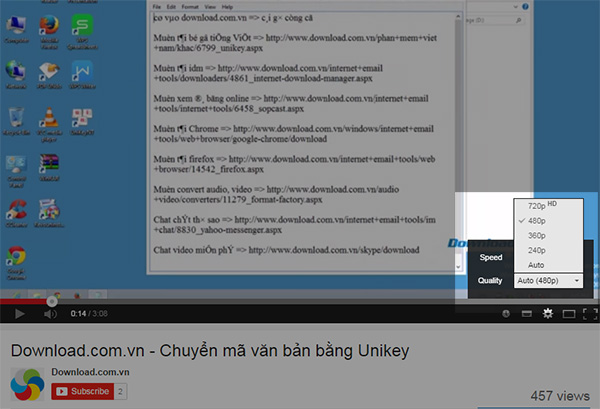 File Edit Format View Help
cø vµo download.com.vn => c¸i g× còng cã
Muèn t¶i bé gâ tiÕng ViÖt => http://www.download.com.vn/phan+mem+viet
+nam/khac/6799_unikey.aspx
Muèn t¶i idm => http://www.download.com.vn/internet+email
+tools/downloaders/4861_internet-download-manager.aspx
Muèn xem ®¸ bãng online => http://www.download.com.vn/internet+email
+tools/internet+tools/6458_sopcast.aspx
Muèn t¶i Chrome => http://www.download.com.vn/windows/internet+email
+tools/web+browser/google-chrome/download
Muèn t¶i firefox => http://www.download.com.vn/internet+email+tools/web
+browser/14542_firefox.aspx
Muèn convert audio, video => http://www.download.com.vn/audio
+video/converters/11279_format-factory.aspx
Chat chÝt th× sao => http://www.download.com.vn/internet+email+tools/im
+chat/8830_yahoo-messenger.aspx
Chat video miÔn phÝ => http://www.download.com.vn/skype/download
720p HD
480p
360p
240p
Auto
Speed
Quality Auto (480p)
0:14 / 3:08
Download.com.vn - Chuyển mã văn bản bằng Unikey
Download.com.vn
Subscribe 2
457 views